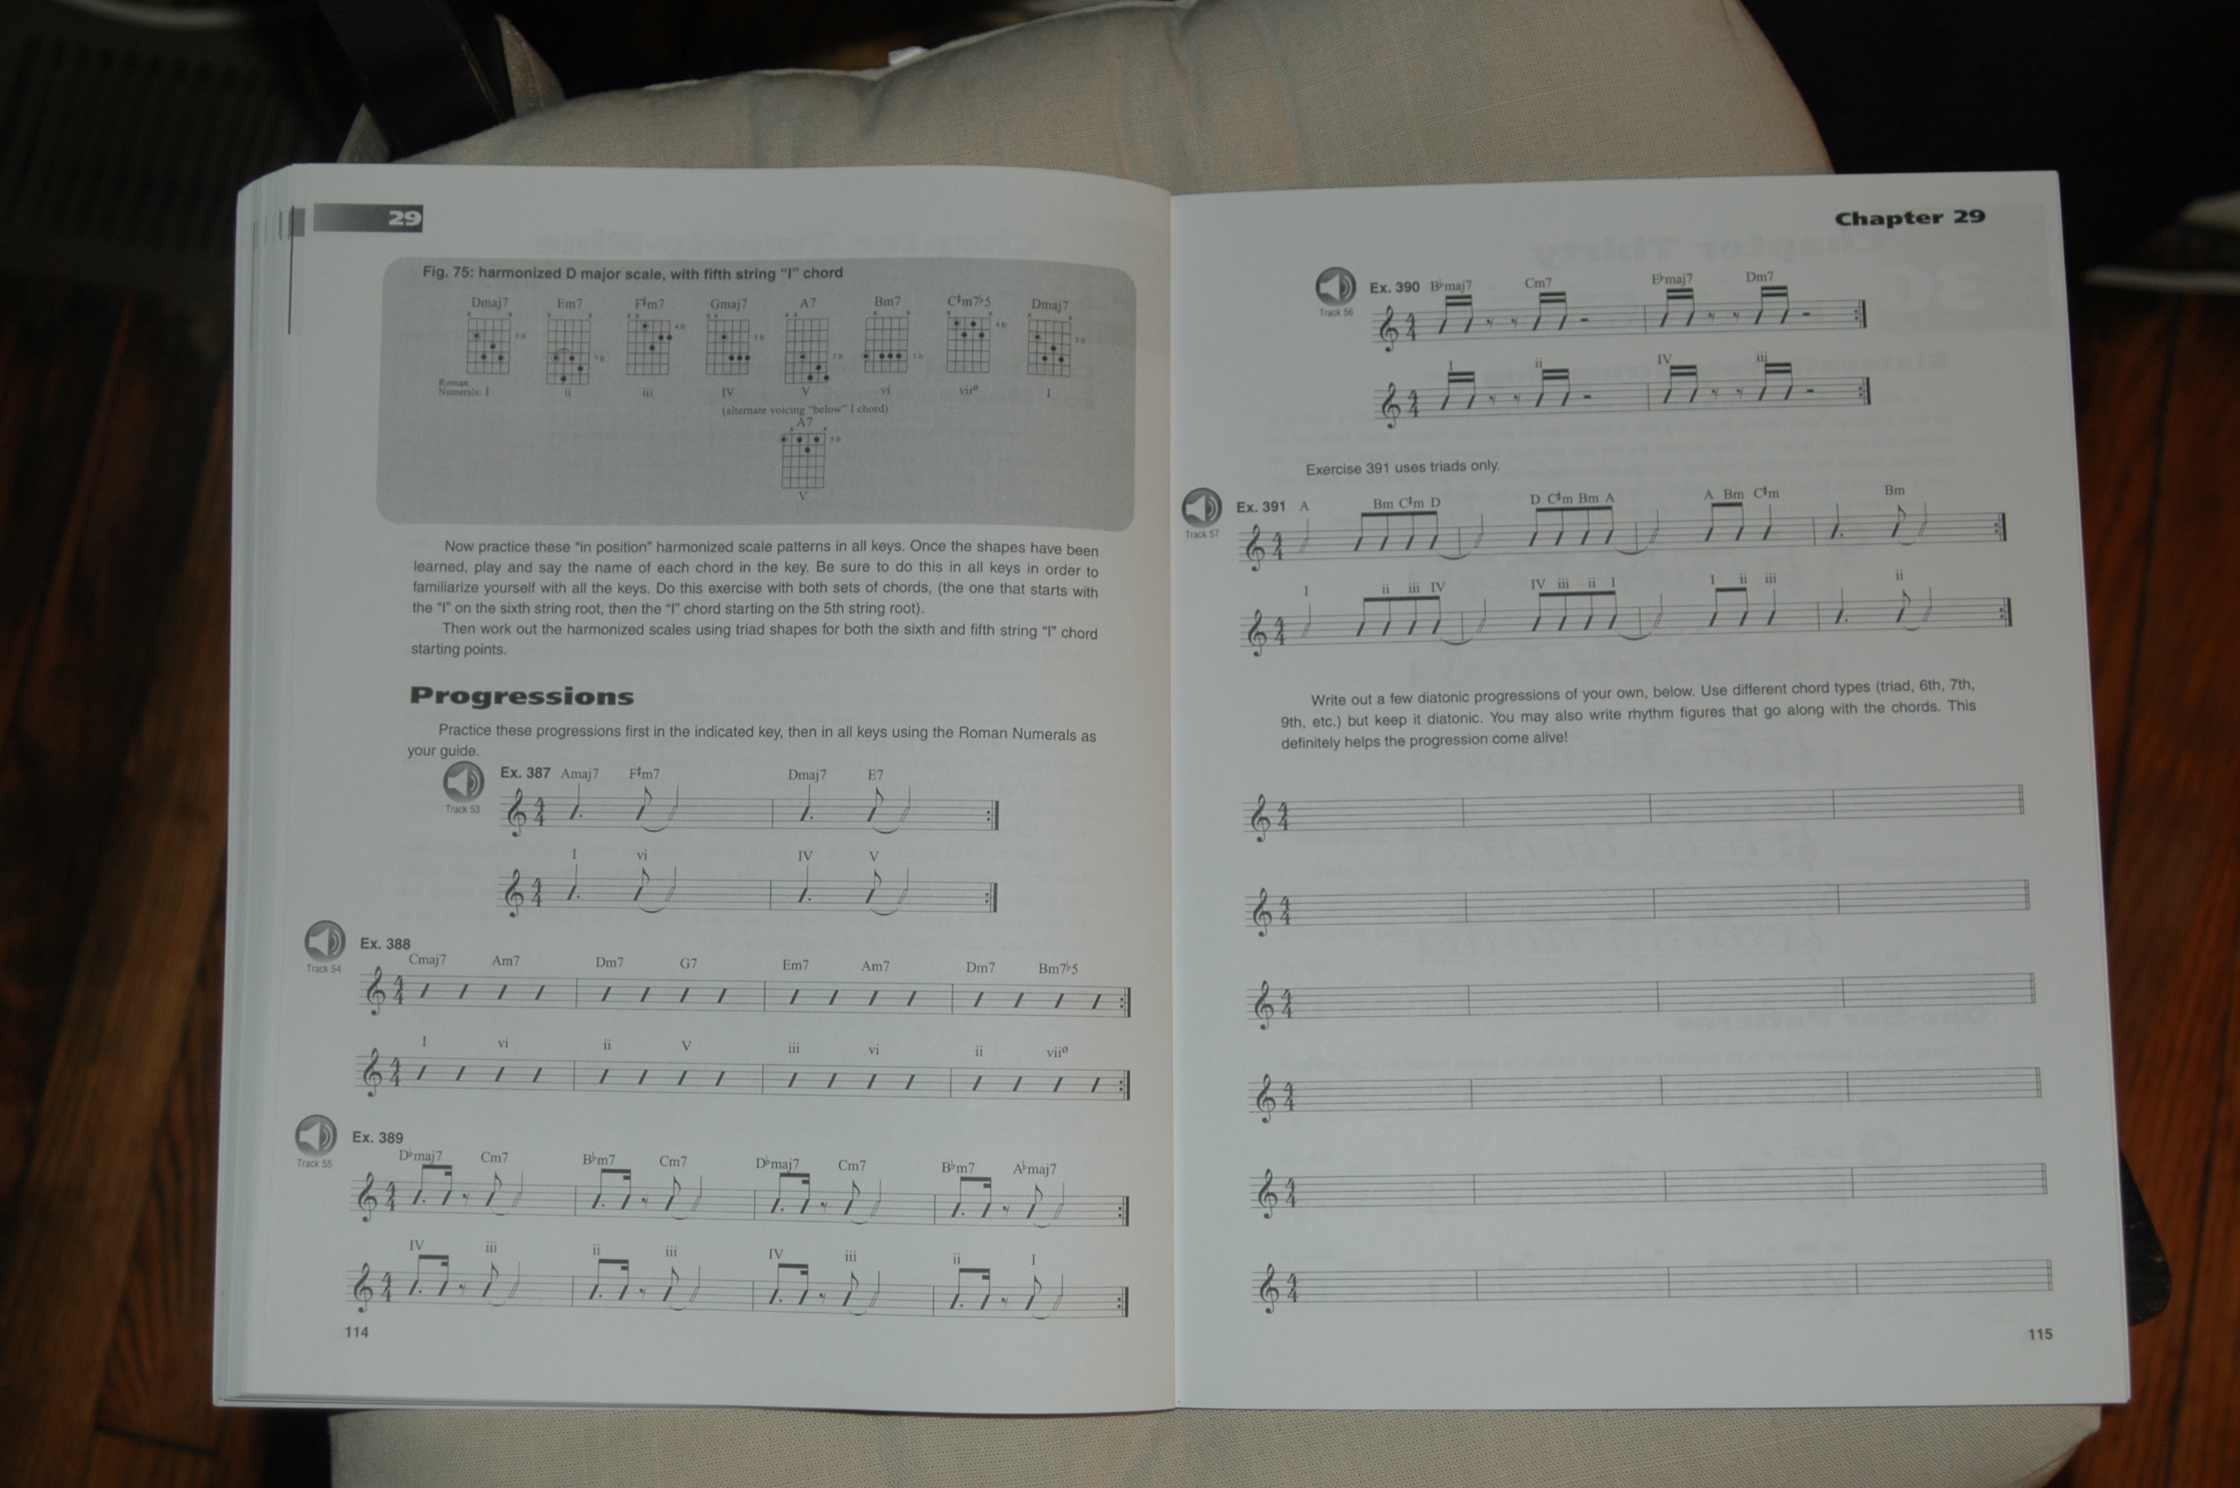 29
Fig. 75: harmonized D major scale, with fifth string "I" chord
Dmaj7 Em7 F♯m7 Gmaj7 A7 Bm7 C♯m7♭5 Dmaj7
Roman
Numerals: I ii iii IV V vi viiø I
(alternate voicing "below" I chord)
A7
V
Now practice these "in position" harmonized scale patterns in all keys. Once the shapes have been
learned, play and say the name of each chord in the key. Be sure to do this in all keys in order to
familiarize yourself with all the keys. Do this exercise with both sets of chords, (the one that starts with
the "I" on the sixth string root, then the "I" chord starting on the 5th string root).
Then work out the harmonized scales using triad shapes for both the sixth and fifth string "I" chord
starting points.
Progressions
Practice these progressions first in the indicated key, then in all keys using the Roman Numerals as
your guide.
Ex. 387 Amaj7 F♯m7 Dmaj7 E7
Track 53
I vi IV V
Ex. 388
Cmaj7 Am7 Dm7 G7 Em7 Am7 Dm7 Bm7♭5
Track 54
I vi ii V iii vi ii viiø
Ex. 389
D♭maj7 Cm7 B♭m7 Cm7 D♭maj7 Cm7 B♭m7 A♭maj7
Track 55
IV iii ii iii IV iii ii I
114
Chapter 29
Ex. 390 B♭maj7 Cm7 E♭maj7 Dm7
Track 56
I ii IV iii
Exercise 391 uses triads only.
Ex. 391 A Bm C♯m D D C♯m Bm A A Bm C♯m Bm
Track 57
I ii iii IV IV iii ii I I ii iii ii
Write out a few diatonic progressions of your own, below. Use different chord types (triad, 6th, 7th,
9th, etc.) but keep it diatonic. You may also write rhythm figures that go along with the chords. This
definitely helps the progression come alive!
115